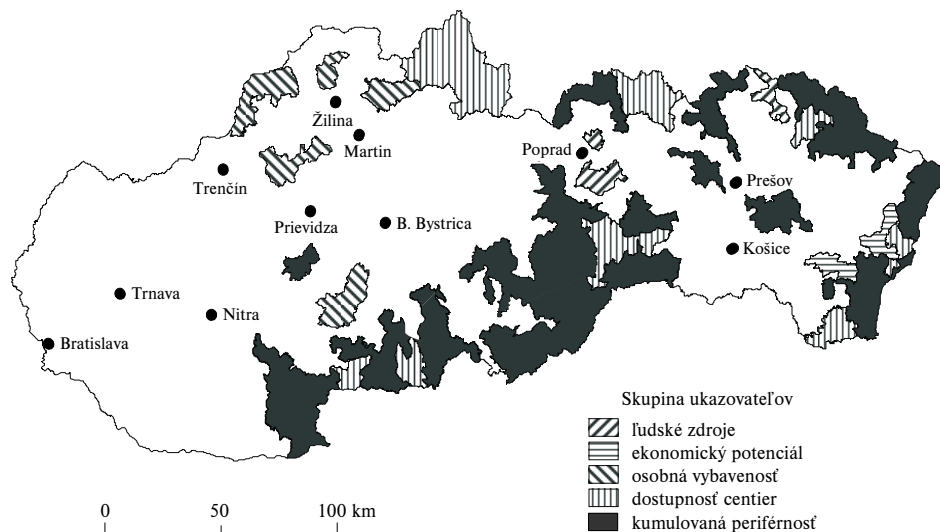 Žilina
Martin
Poprad
Trenčín
Prešov
Prievidza
B. Bystrica
Košice
Trnava
Nitra
Bratislava
Skupina ukazovateľov
ľudské zdroje
ekonomický potenciál
osobná vybavenosť
dostupnosť centier
kumulovaná periférnosť
0 50 100 km